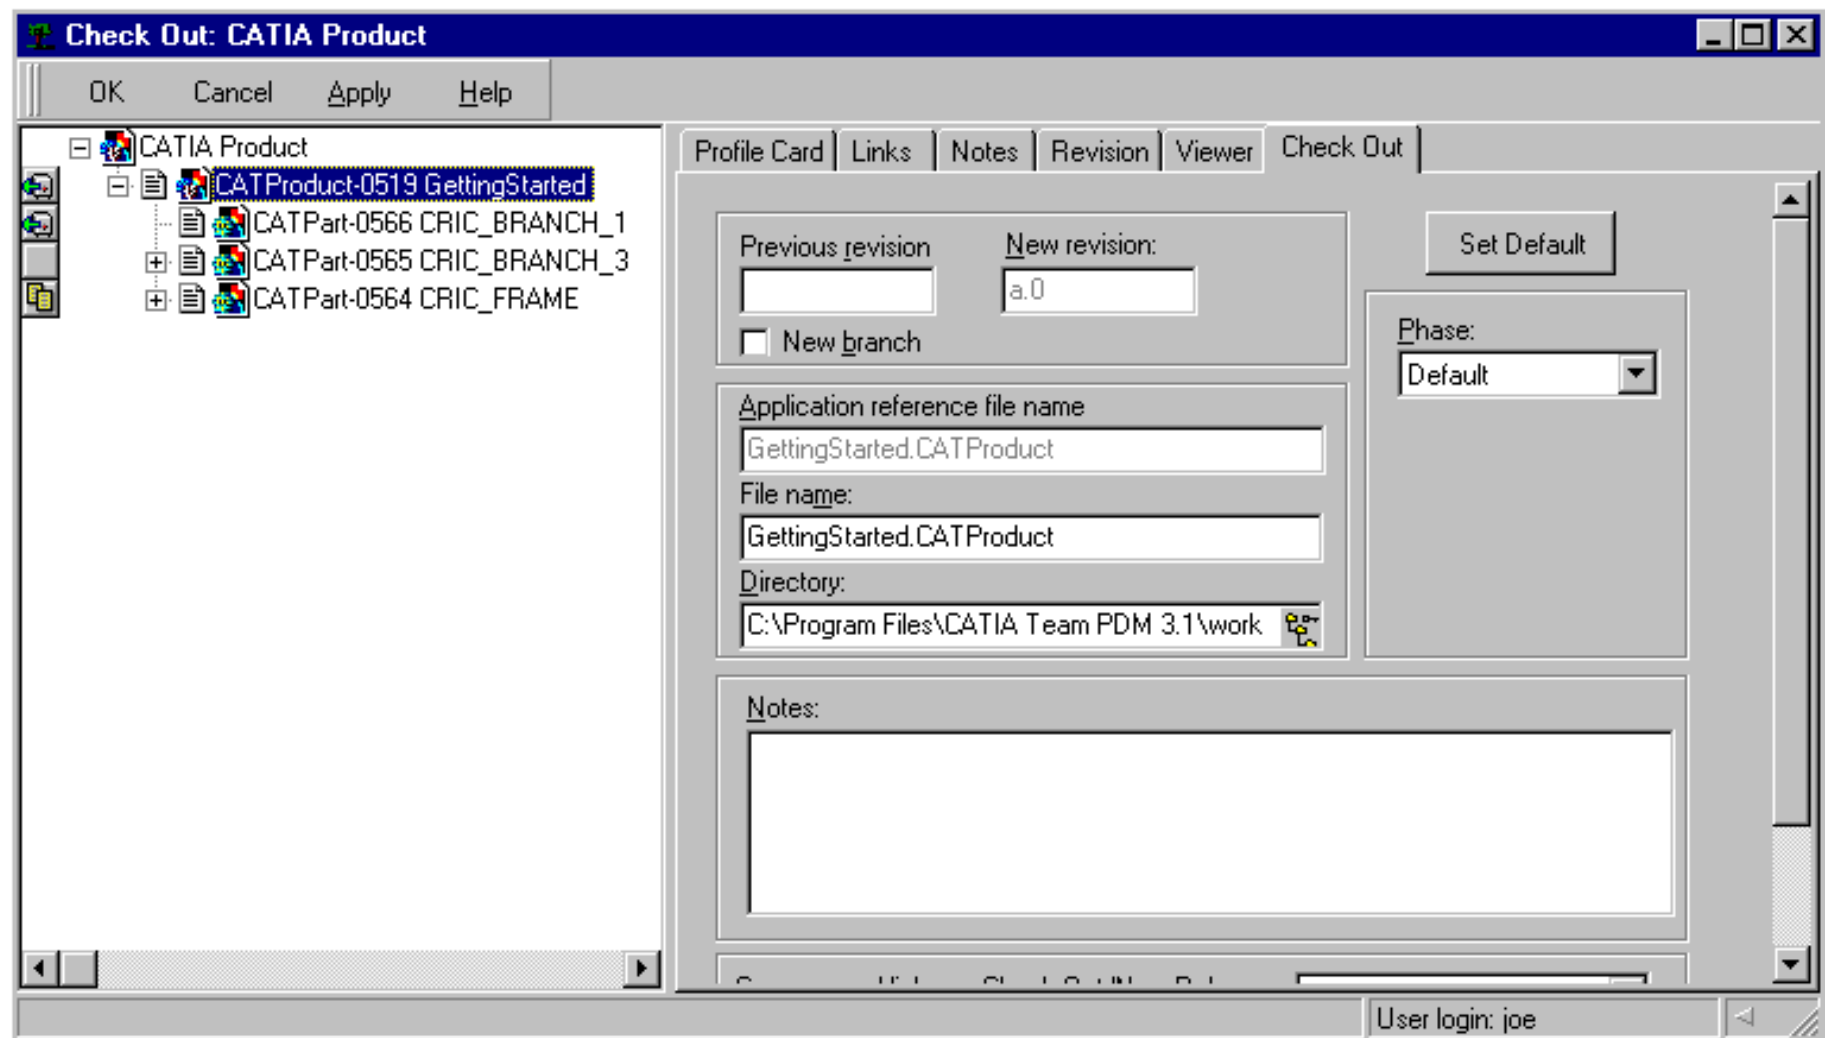 Check Out: CATIA Product
OK Cancel Apply Help
CATIA Product
CATProduct-0519 GettingStarted
CATPart-0566 CRIC_BRANCH_1
CATPart-0565 CRIC_BRANCH_3
CATPart-0564 CRIC_FRAME
Profile Card Links Notes Revision Viewer Check Out
Previous revision New revision:
a.0
New branch
Set Default
Phase:
Default
Application reference file name
GettingStarted.CATProduct
File name:
GettingStarted.CATProduct
Directory:
C:\Program Files\CATIA Team PDM 3.1\work
Notes:
User login: joe